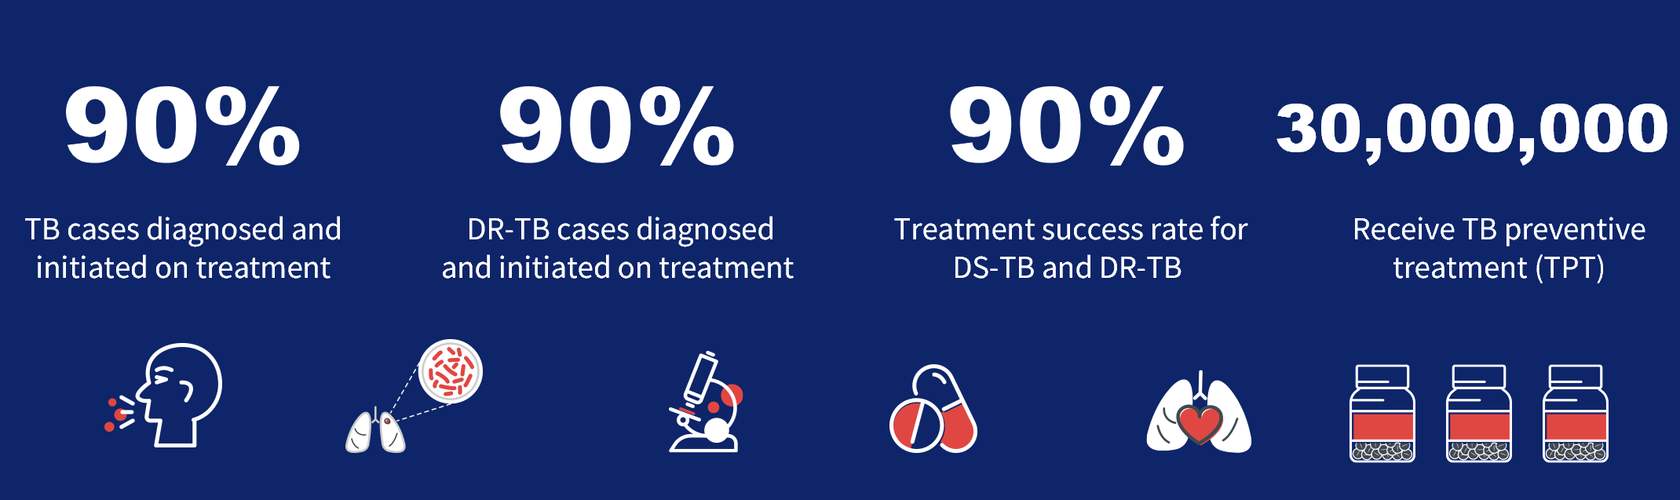 90%
TB cases diagnosed and
initiated on treatment
90%
DR-TB cases diagnosed
and initiated on treatment
90%
Treatment success rate for
DS-TB and DR-TB
30,000,000
Receive TB preventive
treatment (TPT)